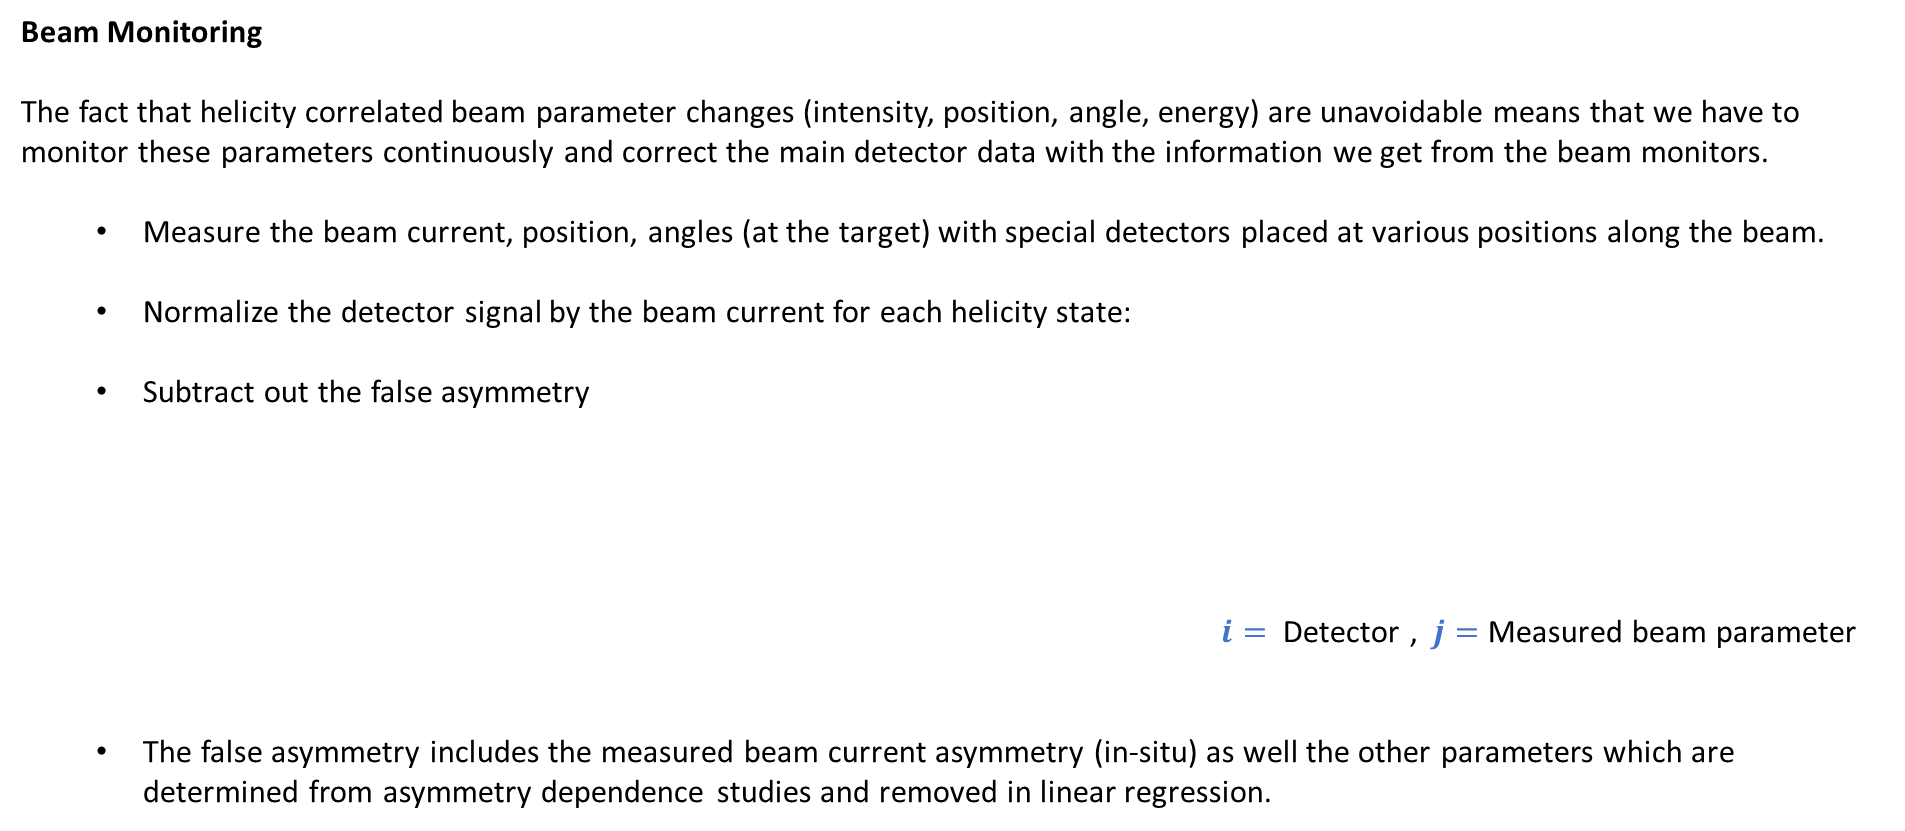 Beam Monitoring
The fact that helicity correlated beam parameter changes (intensity, position, angle, energy) are unavoidable means that we have to
monitor these parameters continuously and correct the main detector data with the information we get from the beam monitors.
• Measure the beam current, position, angles (at the target) with special detectors placed at various positions along the beam.
• Normalize the detector signal by the beam current for each helicity state:
• Subtract out the false asymmetry
i = Detector , j = Measured beam parameter
• The false asymmetry includes the measured beam current asymmetry (in-situ) as well the other parameters which are
determined from asymmetry dependence studies and removed in linear regression.